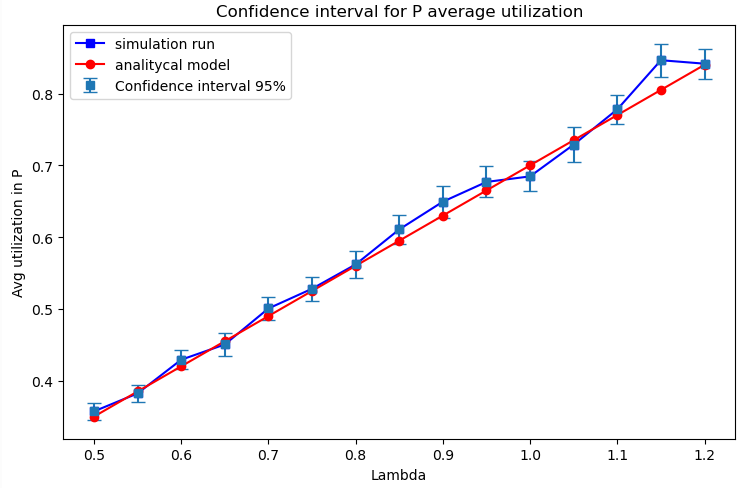 Confidence interval for P average utilization
simulation run
analitycal model
Confidence interval 95%
Avg utilization in P
0.8
0.7
0.6
0.5
0.4
0.5 0.6 0.7 0.8 0.9 1.0 1.1 1.2
Lambda